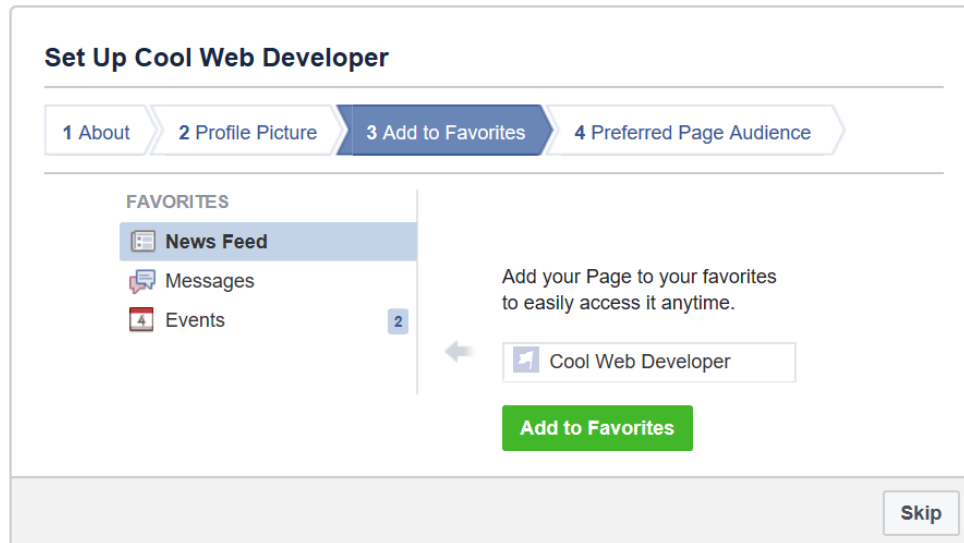 Set Up Cool Web Developer
1 About
2 Profile Picture
3 Add to Favorites
4 Preferred Page Audience
FAVORITES
News Feed
Messages
4
Events
2
Add your Page to your favorites
to easily access it anytime.
Cool Web Developer
Add to Favorites
Skip